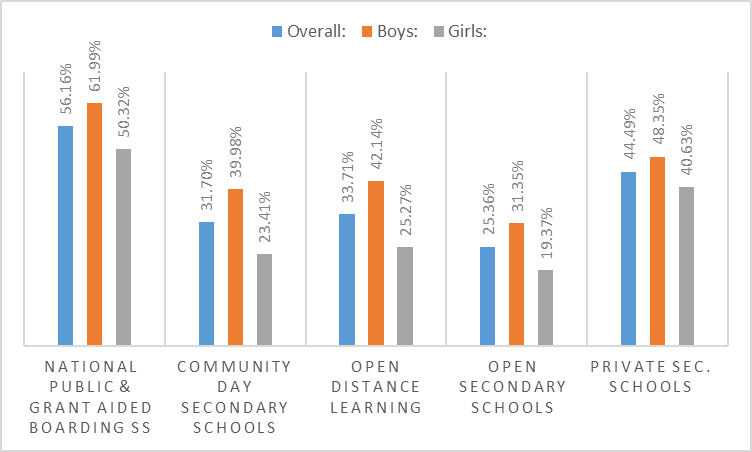 Overall: Boys: Girls:
56.16% 61.99% 50.32%
31.70% 39.98% 23.41%
33.71% 42.14% 25.27%
25.36% 31.35% 19.37%
44.49% 48.35% 40.63%
NATIONAL
PUBLIC &
GRANT AIDED
BOARDING SS
COMMUNITY
DAY
SECONDARY
SCHOOLS
OPEN
DISTANCE
LEARNING
OPEN
SECONDARY
SCHOOLS
PRIVATE SEC.
SCHOOLS